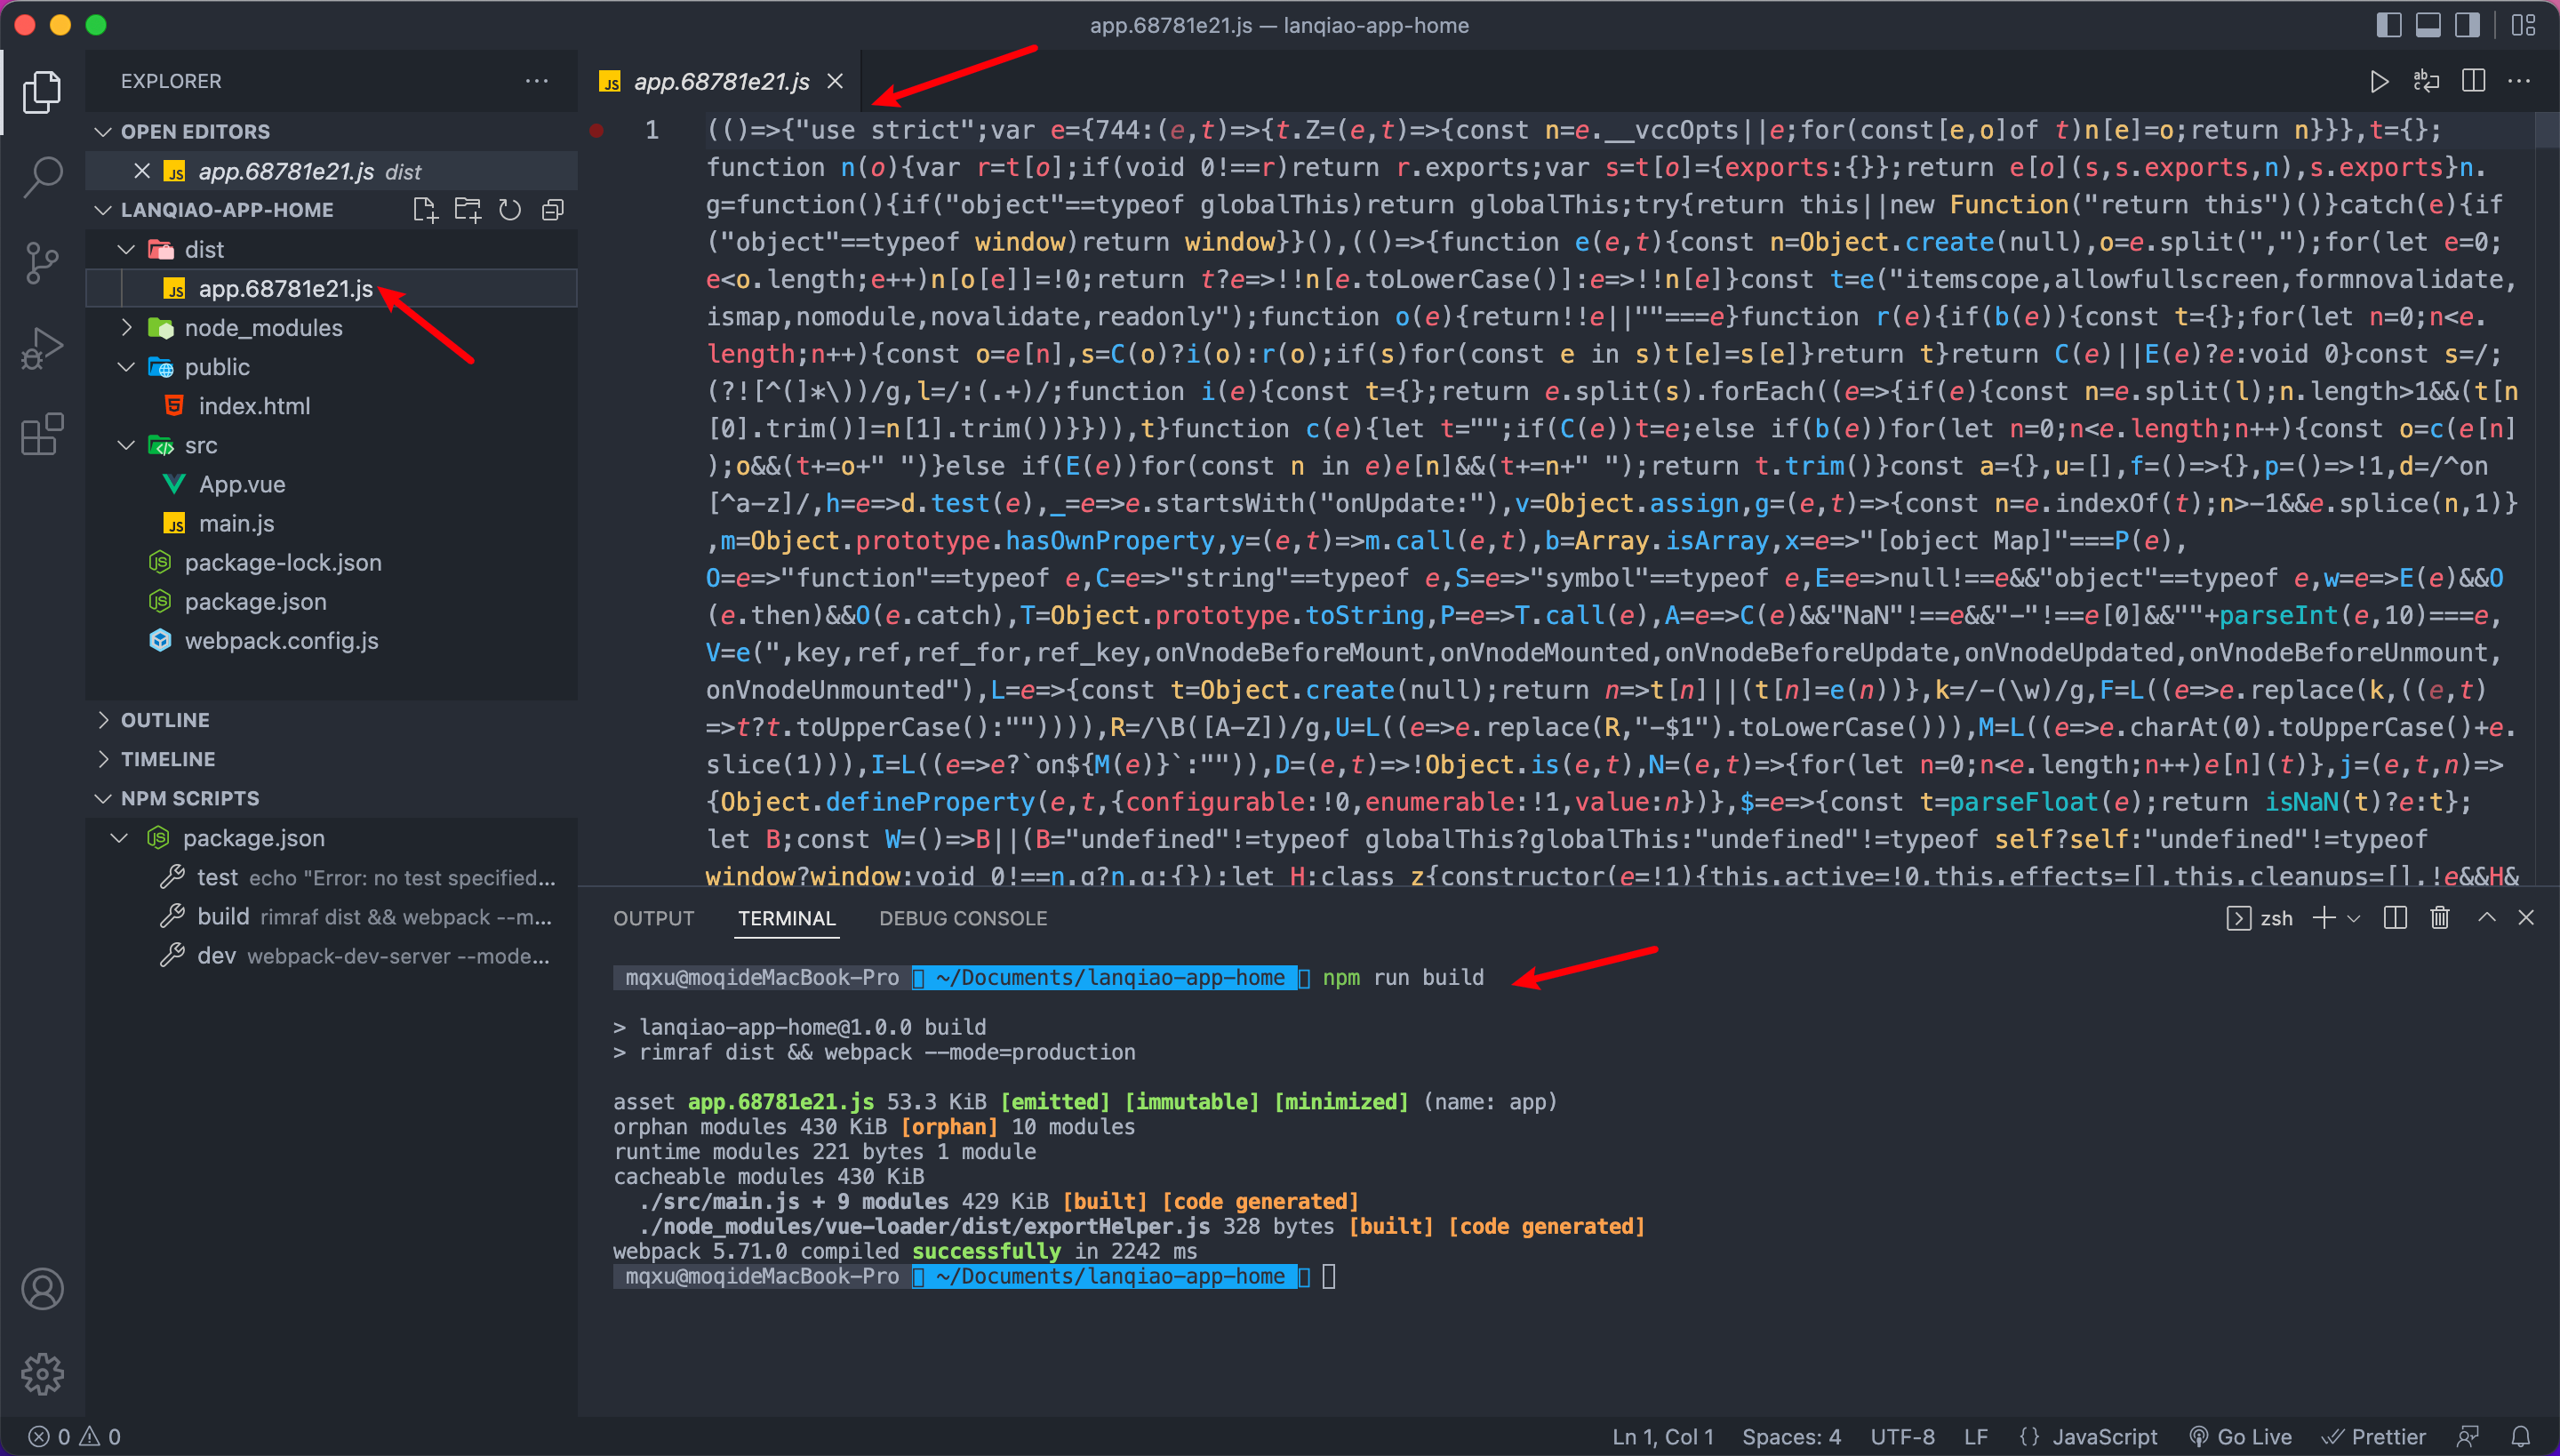 app.68781e21.js — lanqiao-app-home
EXPLORER
OPEN EDITORS
app.68781e21.js dist
LANQIAO-APP-HOME
dist
app.68781e21.js
node_modules
public
index.html
src
App.vue
main.js
package-lock.json
package.json
webpack.config.js
OUTLINE
TIMELINE
NPM SCRIPTS
package.json
test echo "Error: no test specified...
build rimraf dist && webpack --m...
dev webpack-dev-server --mode...
app.68781e21.js
1
(()=>{"use strict";var e={744:(e,t)=>{t.Z=(e,t)=>{const n=e.__vccOpts||e;for(const[e,o]of t)n[e]=o;return n}}},t={};
function n(o){var r=t[o];if(void 0!==r)return r.exports;var s=t[o]={exports:{}};return e[o](s,s.exports,n),s.exports}n.
g=function(){if("object"==typeof globalThis)return globalThis;try{return this||new Function("return this")()}catch(e){if
("object"==typeof window)return window}}(),(()=>{function e(e,t){const n=Object.create(null),o=e.split(",");for(let e=0;
e<o.length;e++)n[o[e]]=!0;return t?e=>!!n[e.toLowerCase()]:e=>!!n[e]}const t=e("itemscope,allowfullscreen,formnovalidate,
ismap,nomodule,novalidate,readonly");function o(e){return!!e||""===e}function r(e){if(b(e)){const t={};for(let n=0;n<e.
length;n++){const o=e[n],s=C(o)?i(o):r(o);if(s)for(const e in s)t[e]=s[e]}return t}return C(e)||E(e)?e:void 0}const s=/;
(?![^(]*\))/g,l=/:(.+)/;function i(e){const t={};return e.split(s).forEach((e=>{if(e){const n=e.split(l);n.length>1&&(t[n
[0].trim()]=n[1].trim())}})),t}function c(e){let t="";if(C(e))t=e;else if(b(e))for(let n=0;n<e.length;n++){const o=c(e[n]
);o&&(t+=o+" ")}else if(E(e))for(const n in e)e[n]&&(t+=n+" ");return t.trim()}const a={},u=[],f=()=>{},p=()=>!1,d=/^on
[^a-z]/,h=e=>d.test(e),_=e=>e.startsWith("onUpdate:"),v=Object.assign,g=(e,t)=>{const n=e.indexOf(t);n>-1&&e.splice(n,1)}
,m=Object.prototype.hasOwnProperty,y=(e,t)=>m.call(e,t),b=Array.isArray,x=e=>"[object Map]"===P(e),
O=e=>"function"==typeof e,C=e=>"string"==typeof e,S=e=>"symbol"==typeof e,E=e=>null!==e&&"object"==typeof e,w=e=>E(e)&&O
(e.then)&&O(e.catch),T=Object.prototype.toString,P=e=>T.call(e),A=e=>C(e)&&"NaN"!==e&&"-"!==e[0]&&""+parseInt(e,10)===e,
V=e(",key,ref,ref_for,ref_key,onVnodeBeforeMount,onVnodeMounted,onVnodeBeforeUpdate,onVnodeUpdated,onVnodeBeforeUnmount,
onVnodeUnmounted"),L=e=>{const t=Object.create(null);return n=>t[n]||(t[n]=e(n))},k=/-(\w)/g,F=L((e=>e.replace(k,((e,t)
=>t?t.toUpperCase():"")))),R=/\B([A-Z])/g,U=L((e=>e.replace(R,"-$1").toLowerCase())),M=L((e=>e.charAt(0).toUpperCase()+e.
slice(1))),I=L((e=>e?`on${M(e)}`:"")),D=(e,t)=>!Object.is(e,t),N=(e,t)=>{for(let n=0;n<e.length;n++)e[n](t)},j=(e,t,n)=>
{Object.defineProperty(e,t,{configurable:!0,enumerable:!1,value:n})},$=e=>{const t=parseFloat(e);return isNaN(t)?e:t};
let B;const W=()=>B||(B="undefined"!=typeof globalThis?globalThis:"undefined"!=typeof self?self:"undefined"!=typeof
window?window:void 0!==n.g?n.g:{});let H;class z{constructor(e=!1){this.active=!0,this.effects=[],this.cleanups=[],!e&&H&
OUTPUT TERMINAL DEBUG CONSOLE
zsh
mqxu@moqideMacBook-Pro ~/Documents/lanqiao-app-home npm run build
> lanqiao-app-home@1.0.0 build
> rimraf dist && webpack --mode=production
asset app.68781e21.js 53.3 KiB [emitted] [immutable] [minimized] (name: app)
orphan modules 430 KiB [orphan] 10 modules
runtime modules 221 bytes 1 module
cacheable modules 430 KiB
./src/main.js + 9 modules 429 KiB [built] [code generated]
./node_modules/vue-loader/dist/exportHelper.js 328 bytes [built] [code generated]
webpack 5.71.0 compiled successfully in 2242 ms
mqxu@moqideMacBook-Pro ~/Documents/lanqiao-app-home
0 0
Ln 1, Col 1 Spaces: 4 UTF-8 LF {} JavaScript Go Live Prettier